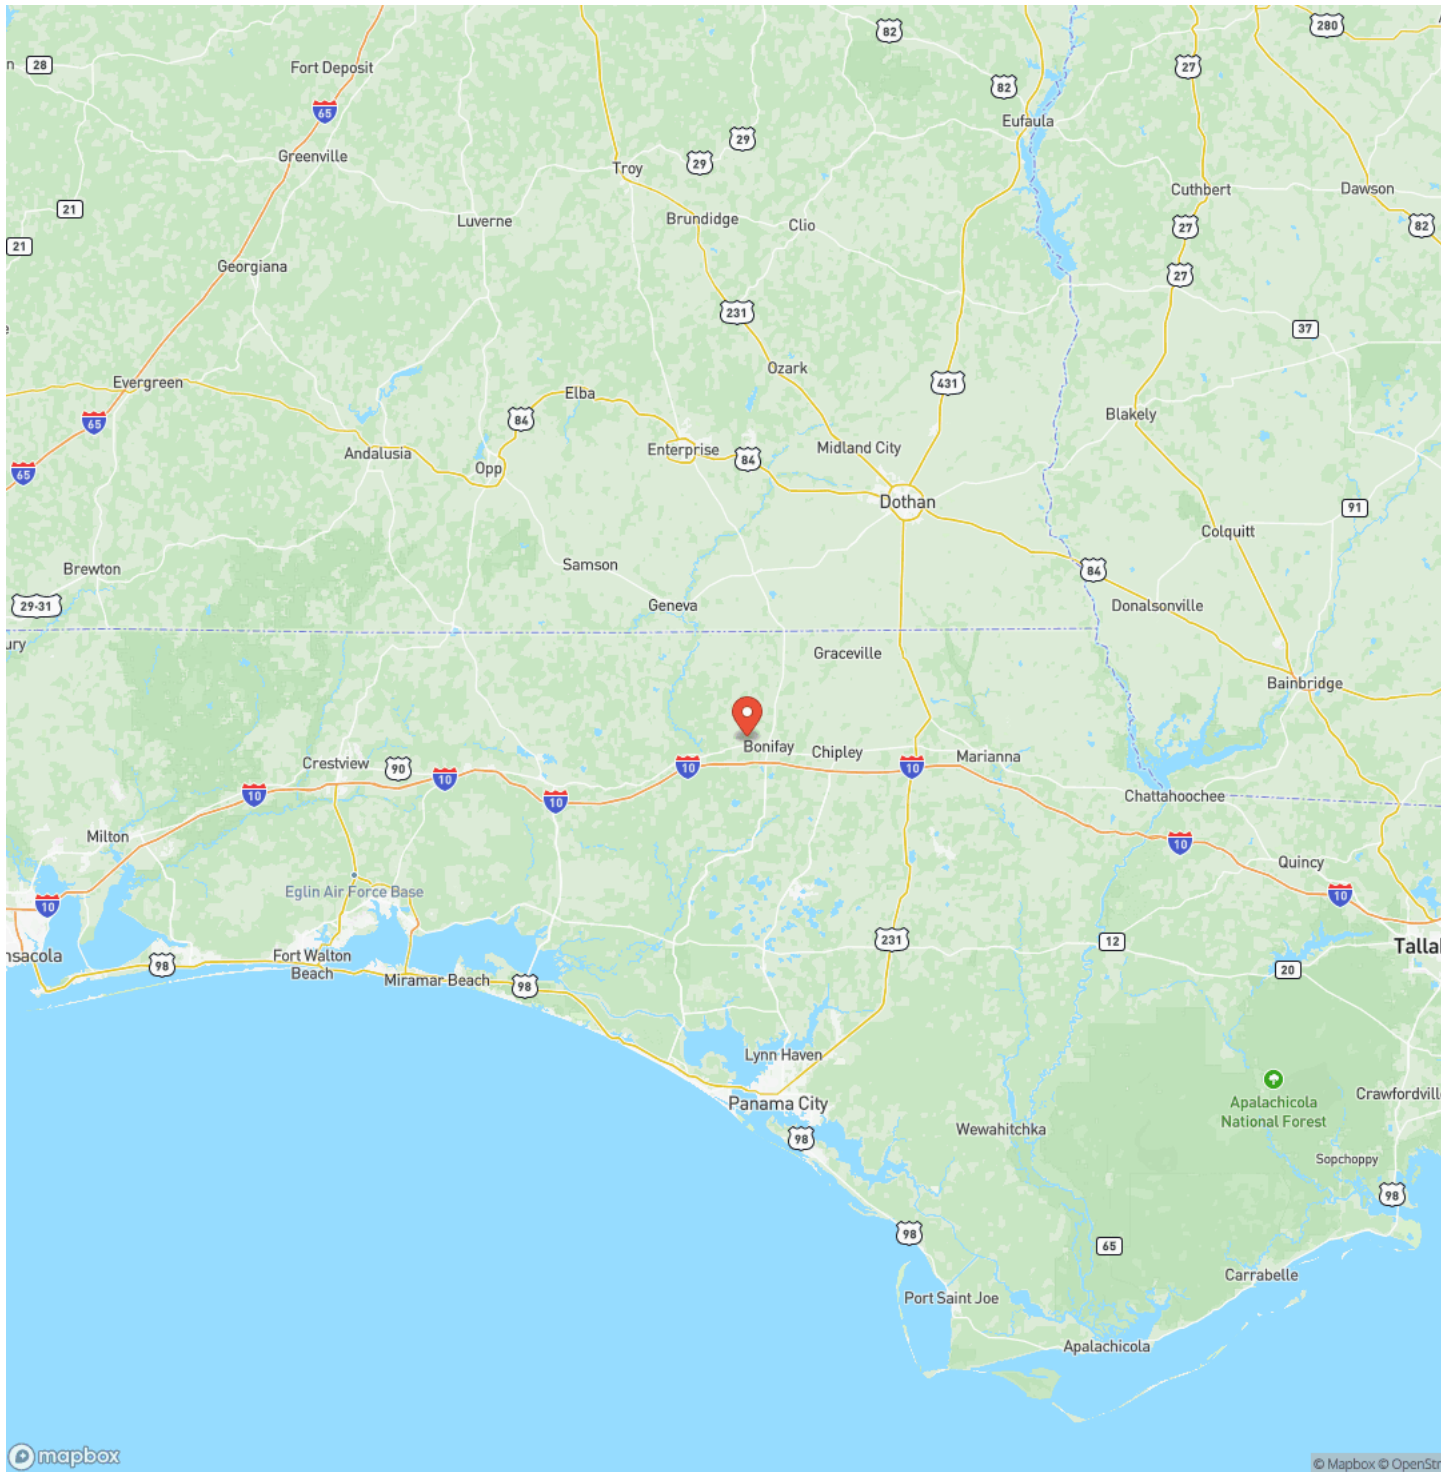 280
82
28
Fort Deposit
27
82
65
Eufaula
29
Greenville
29
Troy
Cuthbert
Dawson
21
Brundidge
Luverne
Clio
27
82
21
Georgiana
27
231
37
Ozark
Evergreen
431
Elba
Blakely
84
65
Midland City
Enterprise
Andalusia
84
Opp
65
Dothan
91
Colquitt
Samson
Brewton
84
29-31
Geneva
Donalsonville
ury
Graceville
Bainbridge
Bonifay
Chipley
Marianna
Crestview
90
10
10
10
10
10
Chattahoochee
Milton
10
Quincy
Eglin Air Force Base
10
10
231
12
Tallal
nsacola
Fort Walton
Beach
98
20
Miramar Beach
98
Lynn Haven
Panama City
Apalachicola
National Forest
Crawfordville
Wewahitchka
98
Sopchoppy
98
98
65
Carrabelle
Port Saint Joe
Apalachicola
mapbox
© Mapbox © OpenStr